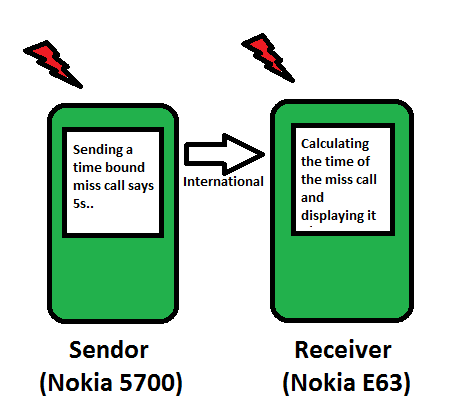 Sending a
time bound
miss call says
5s..
International
Calculating
the time of
the miss call
and
displaying it
Sendor
(Nokia 5700)
Receiver
(Nokia E63)